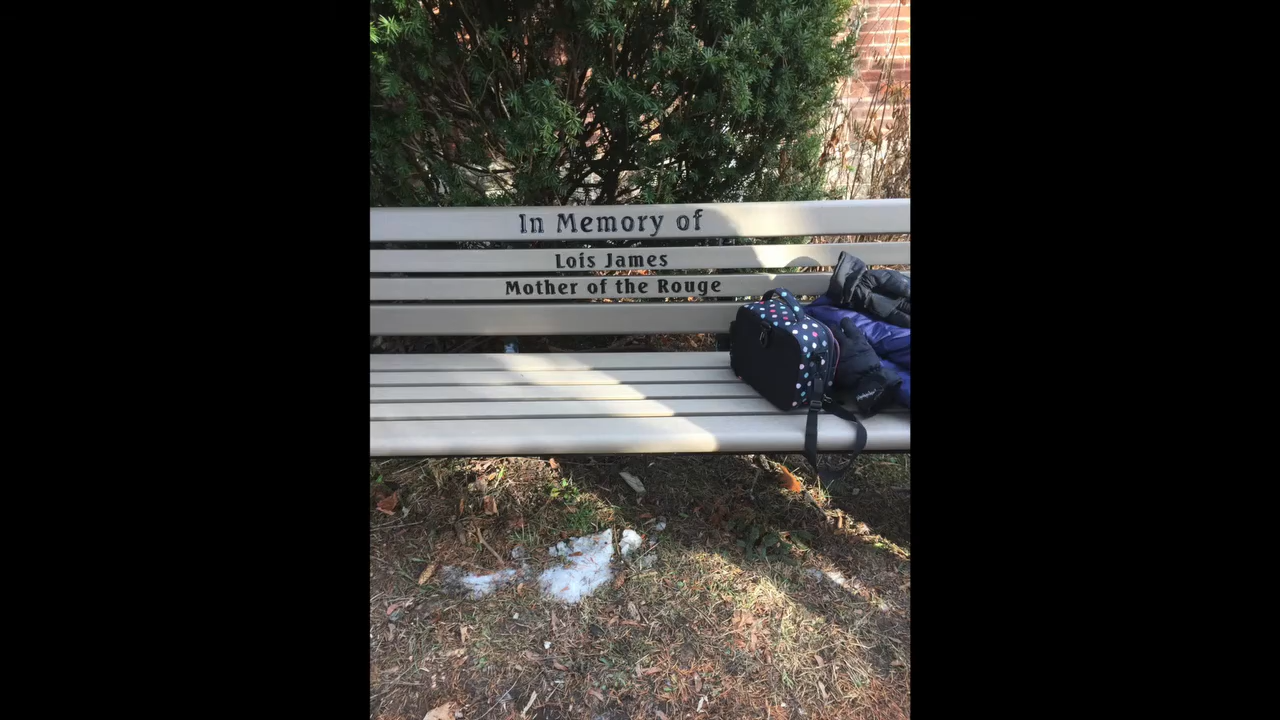 In Memory of
Lois James
Mother of the Rouge